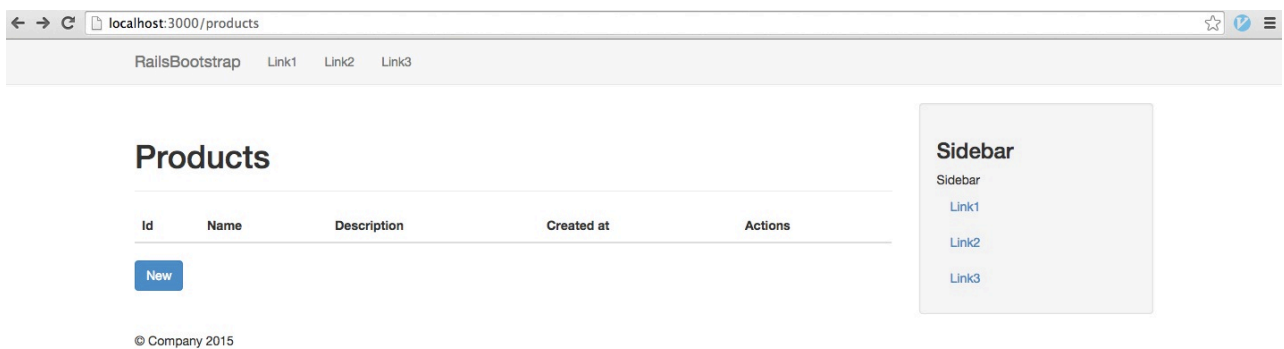 localhost:3000/products
RailsBootstrap Link1 Link2 Link3
Products
Id Name Description Created at Actions
New
© Company 2015
Sidebar
Sidebar
Link1
Link2
Link3